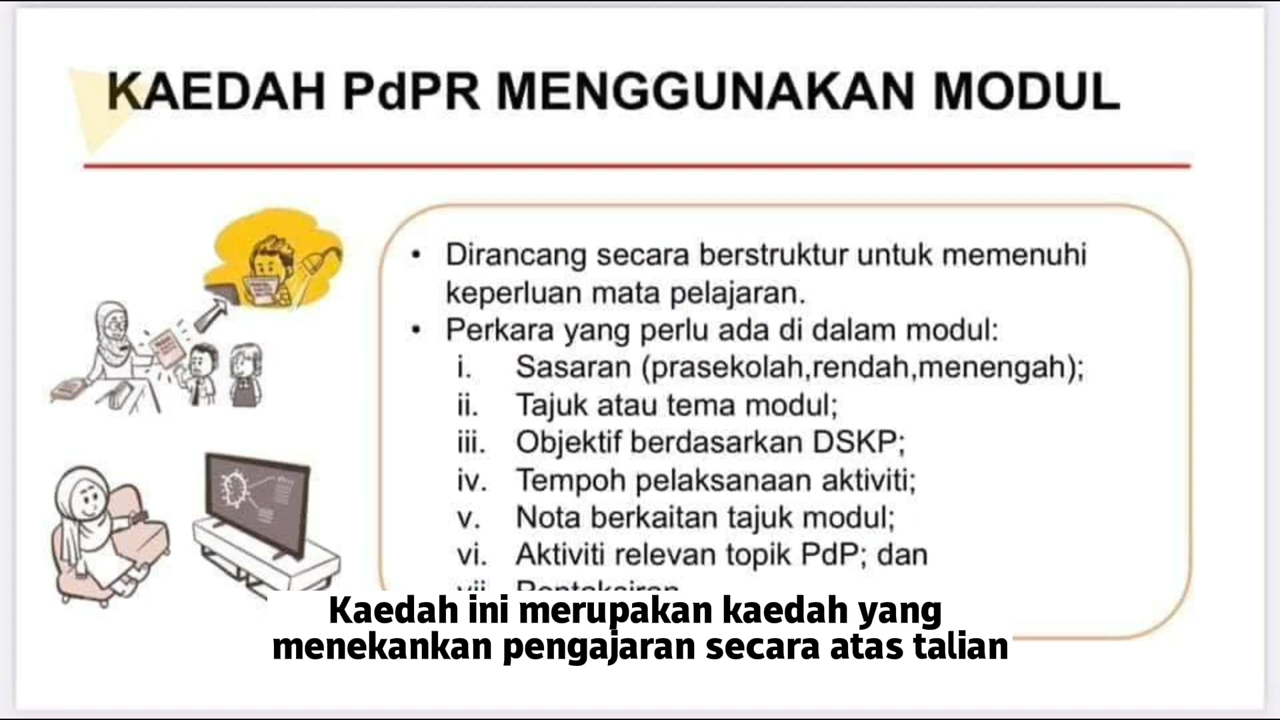 KAEDAH PdPR MENGGUNAKAN MODUL
• Dirancang secara berstruktur untuk memenuhi
keperluan mata pelajaran.
• Perkara yang perlu ada di dalam modul:
i. Sasaran (prasekolah,rendah,menengah);
ii. Tajuk atau tema modul;
iii. Objektif berdasarkan DSKP;
iv. Tempoh pelaksanaan aktiviti;
v. Nota berkaitan tajuk modul;
vi. Aktiviti relevan topik PdP; dan
Kaedah ini merupakan kaedah yang
menekankan pengajaran secara atas talian